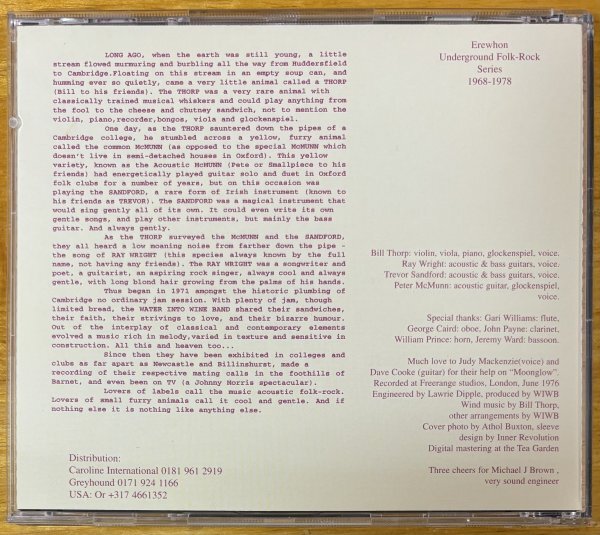 LONG AGO, when the earth was still young, a little
stream flowed murmuring and burbling all the way from Huddersfield
to Cambridge.Floating on this stream in an empty soup can, and
humming ever so quietly, came a very little animal called a THORP
(Bill to his friends). The THORP was a very rare animal with
classically trained musical whiskers and could play anything from
the fool to the cheese and chutney sandwich, not to mention the
violin, piano,recorder,bongos, viola and glockenspiel.
One day, as the THORP sauntered down the pipes of a
Cambridge college, he stumbled across a yellow, furry animal
called the common McMUNN (as opposed to the special McMUNN which
doesn't live in semi-detached houses in Oxford). This yellow
variety, known as the Acoustic McMUNN (Pete or Smallpiece to his
friends) had energetically played guitar solo and duet in Oxford
folk clubs for a number of years, but on this occasion was
playing the SANDFORD, a rare form of Irish instrument (known to
his friends as TREVOR). The SANDFORD was a magical instrument that
would sing gently all of its own. It could even write its own
gentle songs, and play other instruments, but mainly the bass
guitar. And always gently.
As the THORP surveyed the McMUNN and the SANDFORD,
they all heard a low moaning noise from farther down the pipe -
the song of RAY WRIGHT (this species always known by the full
name, not having any friends). The RAY WRIGHT was a songwriter and
poet, a guitarist, an aspiring rock singer, always cool and always
gentle, with long blond hair growing from the palms of his hands.
Thus began in 1971 amongst the historic plumbing of
Cambridge no ordinary jam session. With plenty of jam, though
limited bread, the WATER INTO WINE BAND shared their sandwiches,
their faith, their strivings to love, and their bizarre humour.
Out of the interplay of classical and contemporary elements
evolved a music rich in melody,varied in texture and sensitive in
construction. All this and heaven too...
Since then they have been exhibited in colleges and
clubs as far apart as Newcastle and Billinshurst, made a
recording of their respective mating calls in the foothills of
Barnet, and even been on TV (a Johnny Morris spectacular).
Lovers of labels call the music acoustic folk-rock.
Lovers of small furry animals call it cool and gentle. And if
nothing else it is nothing like anything else.
Distribution:
Caroline International 0181 961 2919
Greyhound 0171 924 1166
USA: Or +317 4661352
Erewhon
Underground Folk-Rock
Series
1968-1978
Bill Thorp: violin, viola, piano, glockenspiel, voice.
Ray Wright: acoustic & bass guitars, voice.
Trevor Sandford: acoustic & bass guitars, voice.
Peter McMunn: acoustic guitar, glockenspiel,
voice.
Special thanks: Gari Williams: flute,
George Caird: oboe, John Payne: clarinet,
William Prince: horn, Jeremy Ward: bassoon.
Much love to Judy Mackenzie(voice) and
Dave Cooke (guitar) for their help on “Moonglow”.
Recorded at Freerange studios, London, June 1976
Engineered by Lawrie Dipple, produced by WIWB
Wind music by Bill Thorp,
other arrangements by WIWB
Cover photo by Athol Buxton, sleeve
design by Inner Revolution
Digital mastering at the Tea Garden
Three cheers for Michael J Brown ,
very sound engineer